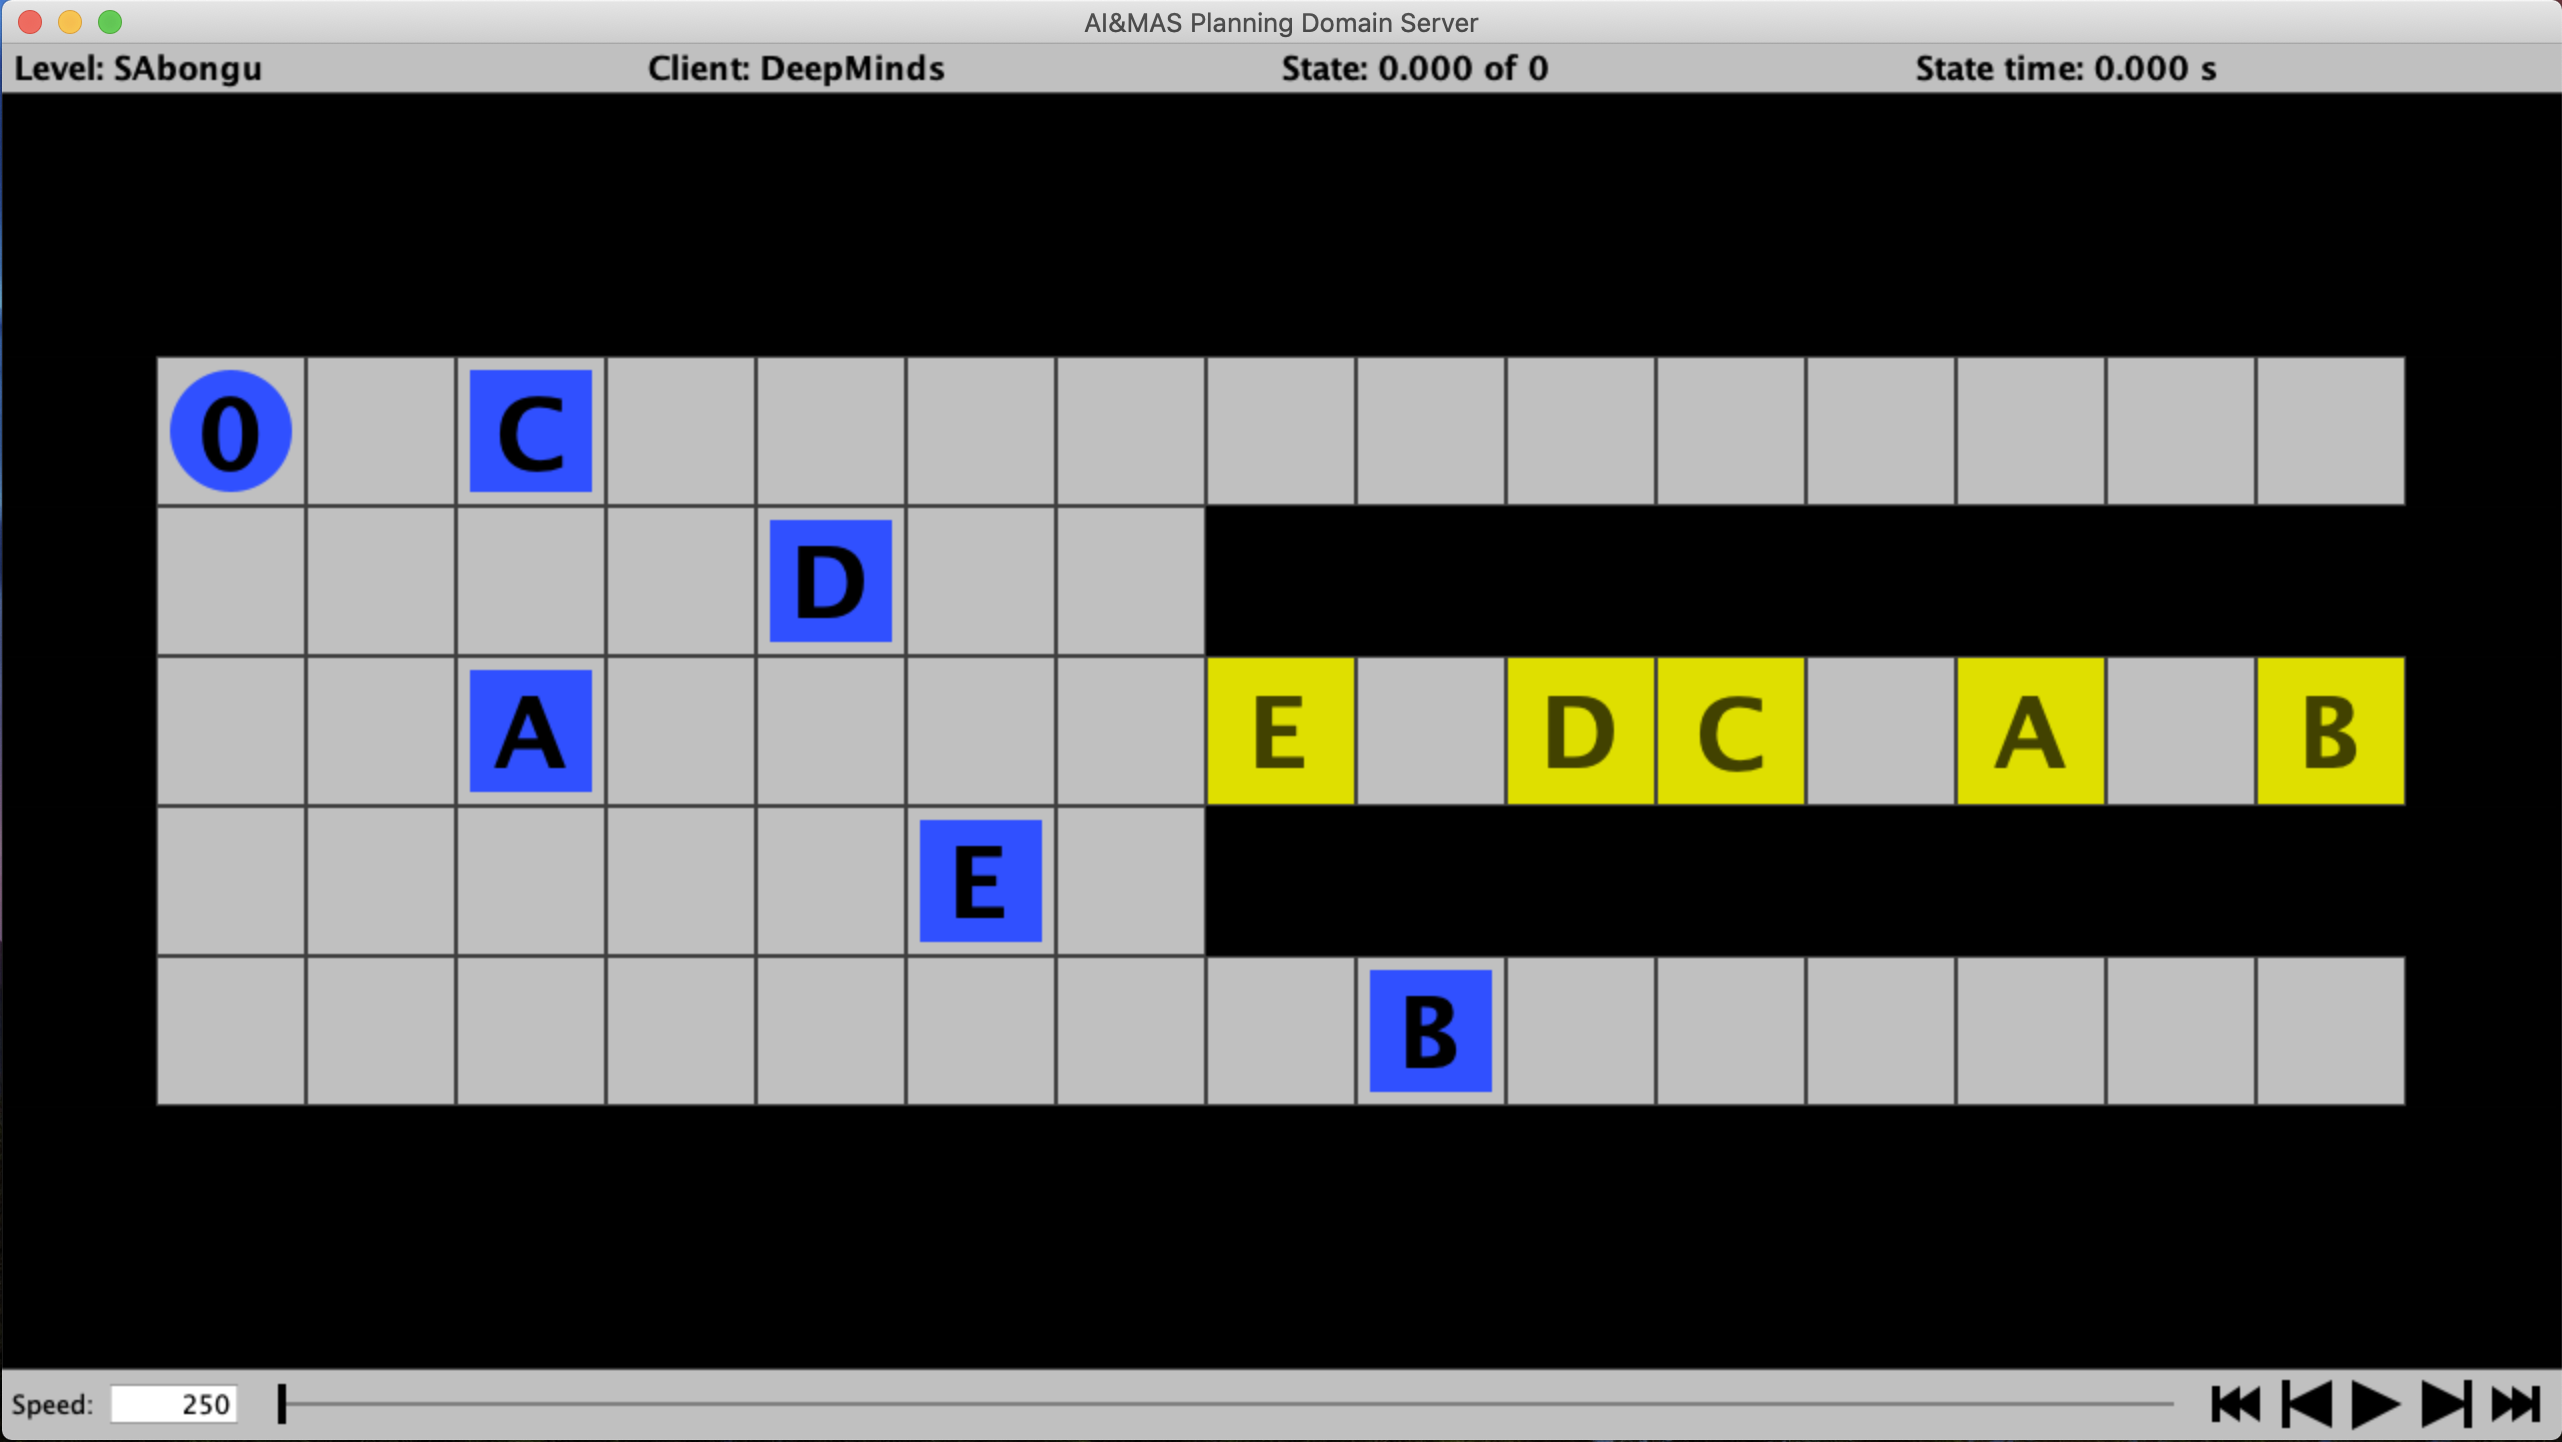 AI&MAS Planning Domain Server
Level: SAbongu Client: DeepMinds State: 0.000 of 0 State time: 0.000 s
0 C
D
A E D C A B
E
B
Speed: 250